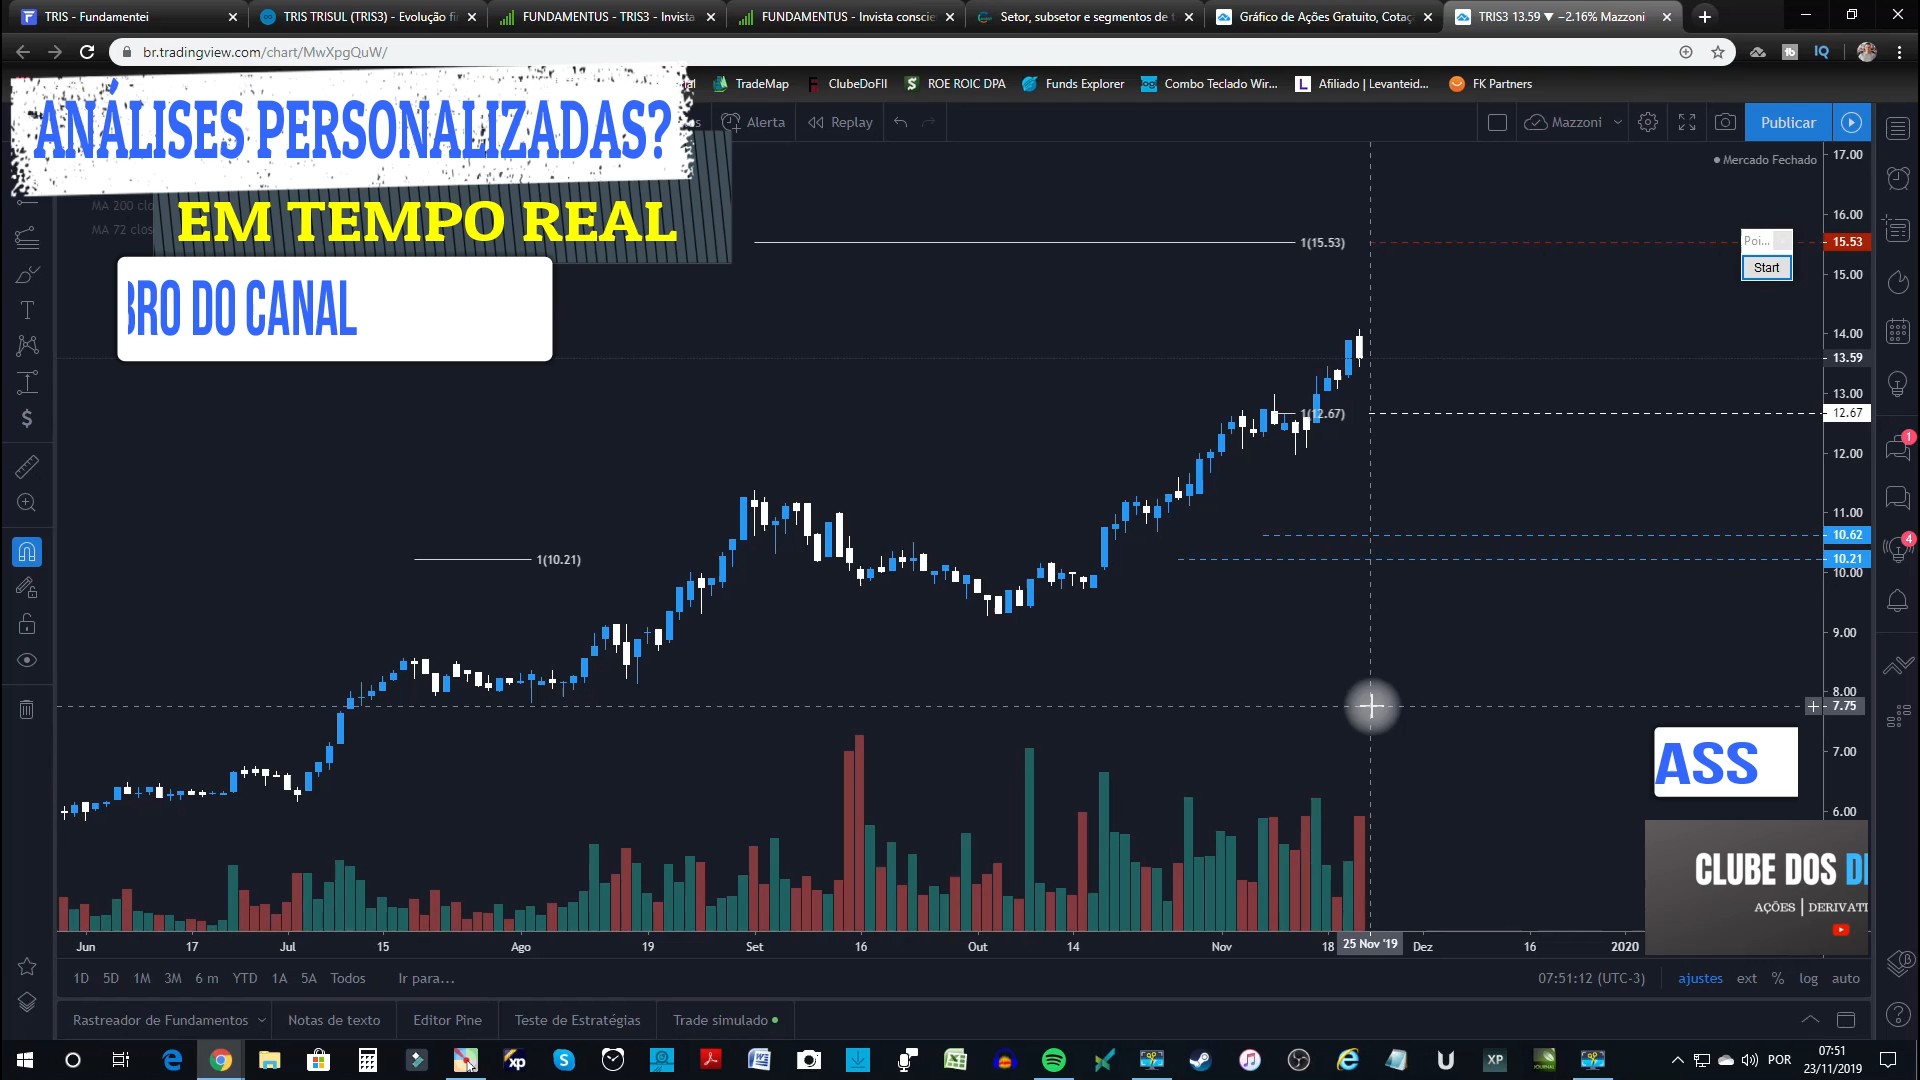 TRIS - Fundamentei
TRIS TRISUL (TRIS3) - Evolução fi
FUNDAMENTUS - TRIS3 - Invista
FUNDAMENTUS - Invista conscie
Setor, subsetor e segmentos de
Gráfico de Ações Gratuito, Cotaç
TRIS3 13.59 ▼ −2.16% Mazzoni
br.tradingview.com/chart/MwXpgQuW/
TradeMap
ClubeDoFII
ROE ROIC DPA
Funds Explorer
Combo Teclado Wir...
Afiliado | Levanteid...
FK Partners
ANÁLISES PERSONALIZADAS?
Alerta
Replay
Mazzoni
Publicar
Mercado Fechado
17.00
MA 200 clo
EM TEMPO REAL
16.00
MA 72 clos
1(15.53)
Poi...
15.53
Start
15.00
BRO DO CANAL
14.00
13.59
13.00
1(12.67)
12.67
12.00
11.00
10.62
1(10.21)
10.21
10.00
9.00
8.00
7.75
7.00
ASS
6.00
CLUBE DOS
AÇÕES | DERIVATI
Jun
17
Jul
15
Ago
19
Set
16
Out
14
Nov
18
25 Nov '19
Dez
16
2020
1D 5D 1M 3M 6 m YTD 1A 5A Todos
Ir para...
07:51:12 (UTC-3)
ajustes ext % log auto
Rastreador de Fundamentos
Notas de texto
Editor Pine
Teste de Estratégias
Trade simulado
POR
07:51
23/11/2019